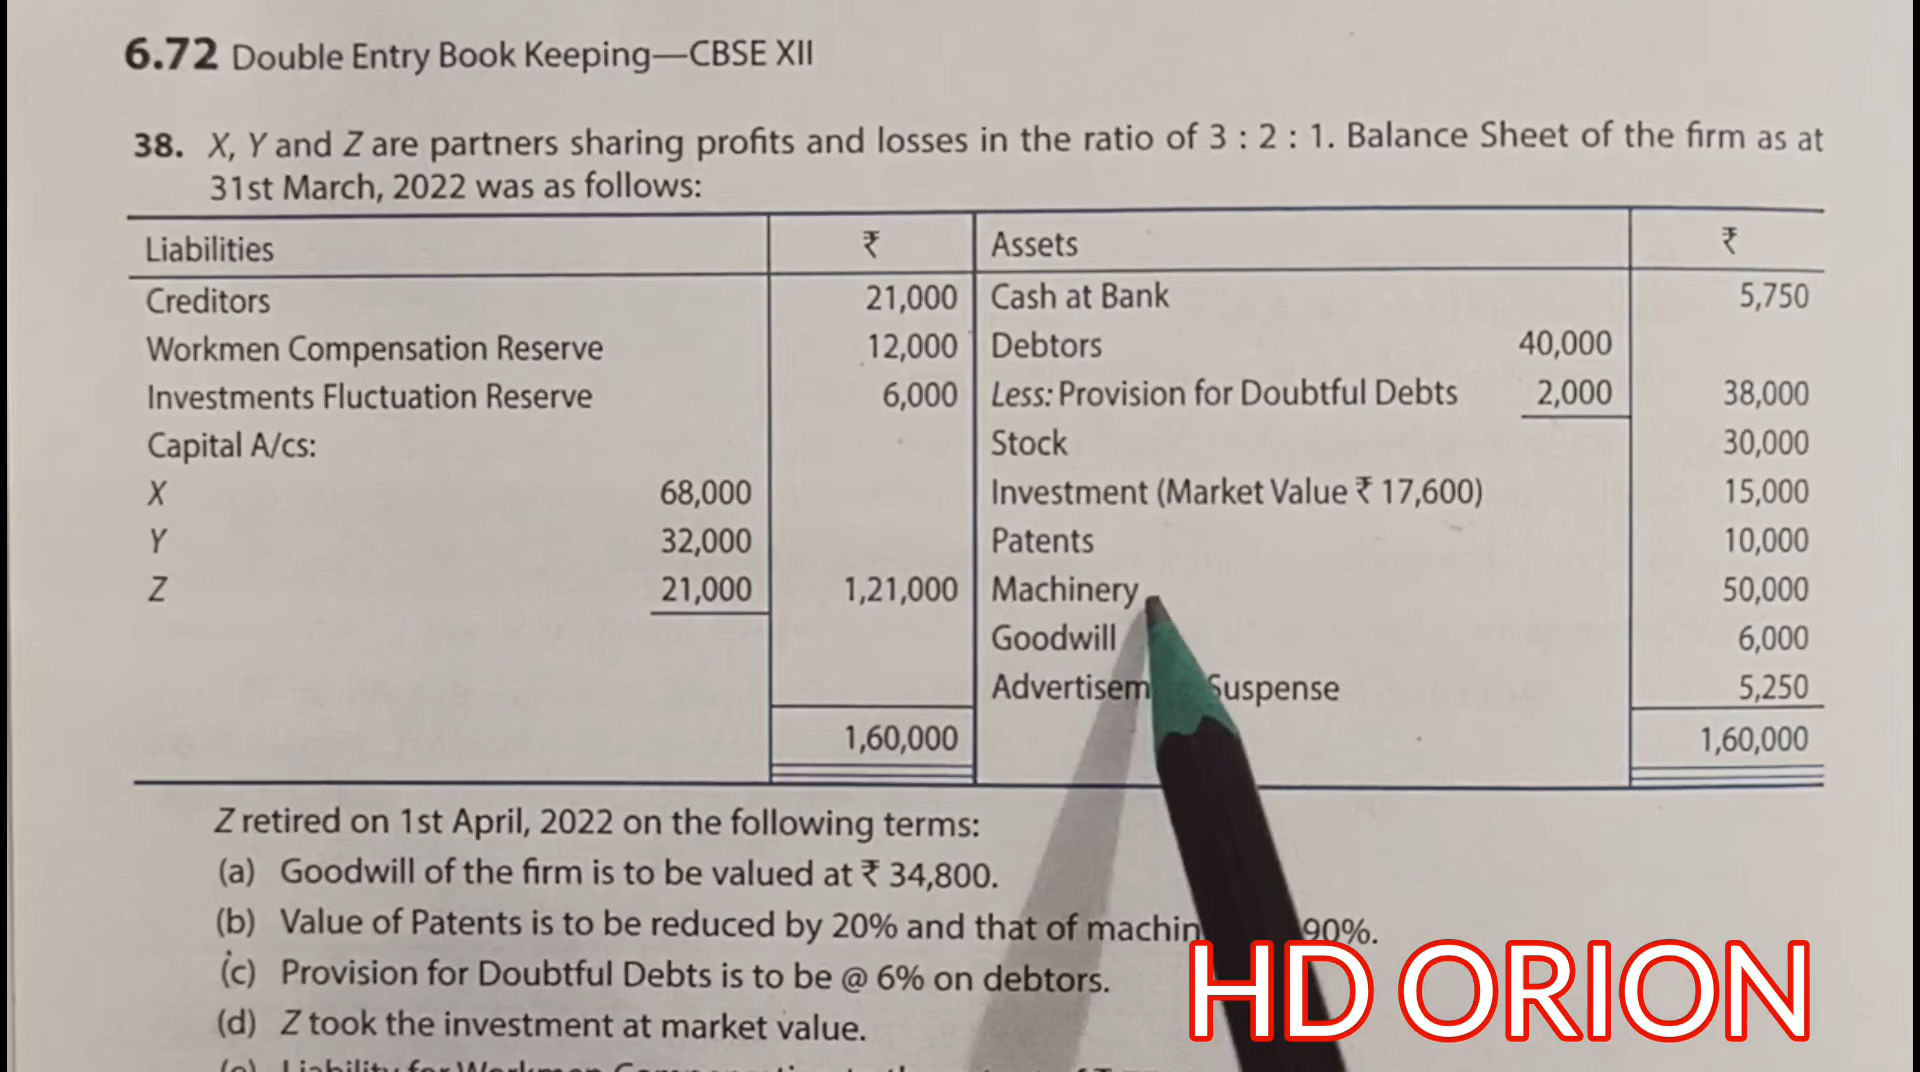 6.72 Double Entry Book Keeping—CBSE XII
38. X, Y and Z are partners sharing profits and losses in the ratio of 3 : 2 : 1. Balance Sheet of the firm as at
31st March, 2022 was as follows:
Liabilities ₹ Assets ₹
Creditors 21,000 Cash at Bank 5,750
Workmen Compensation Reserve 12,000 Debtors 40,000
Investments Fluctuation Reserve 6,000 Less: Provision for Doubtful Debts 2,000 38,000
Capital A/cs: Stock 30,000
X 68,000 Investment (Market Value ₹ 17,600) 15,000
Y 32,000 Patents 10,000
Z 21,000 1,21,000 Machinery 50,000
Goodwill 6,000
Advertisem Suspense 5,250
1,60,000 1,60,000
Z retired on 1st April, 2022 on the following terms:
(a) Goodwill of the firm is to be valued at ₹ 34,800.
(b) Value of Patents is to be reduced by 20% and that of machin 90%.
(c) Provision for Doubtful Debts is to be @ 6% on debtors.
(d) Z took the investment at market value.
HD ORION